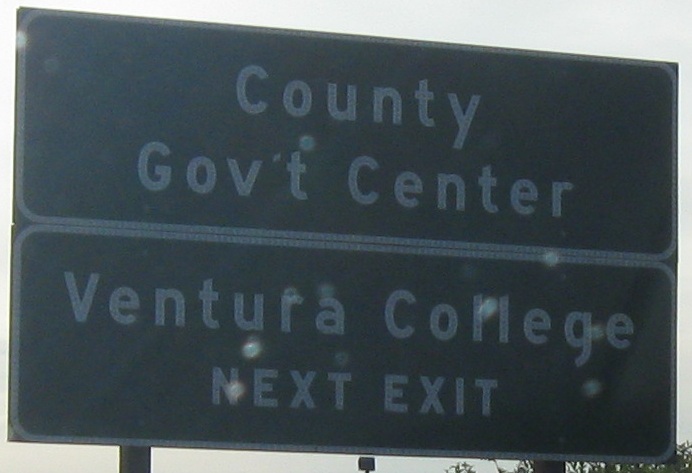 County
Gov't Center
Ventura College
NEXT EXIT